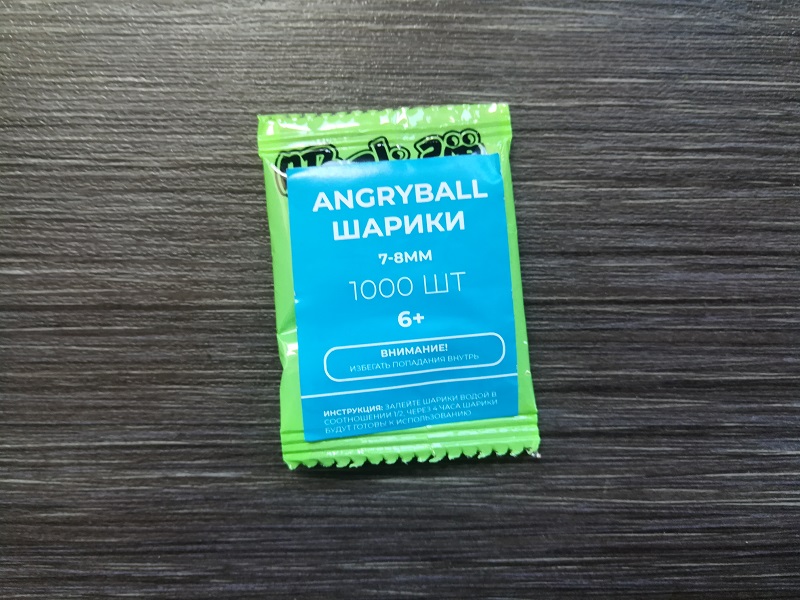 ANGRYBALL
ШАРИКИ
7-8ММ
1000 ШТ
6+
ВНИМАНИЕ!
ИЗБЕГАТЬ ПОПАДАНИЯ ВНУТРЬ
ИНСТРУКЦИЯ: ЗАЛЕЙТЕ ШАРИКИ ВОДОЙ В
СООТНОШЕНИИ 1/2, ЧЕРЕЗ 4 ЧАСА ШАРИКИ
БУДУТ ГОТОВЫ К ИСПОЛЬЗОВАНИЮ